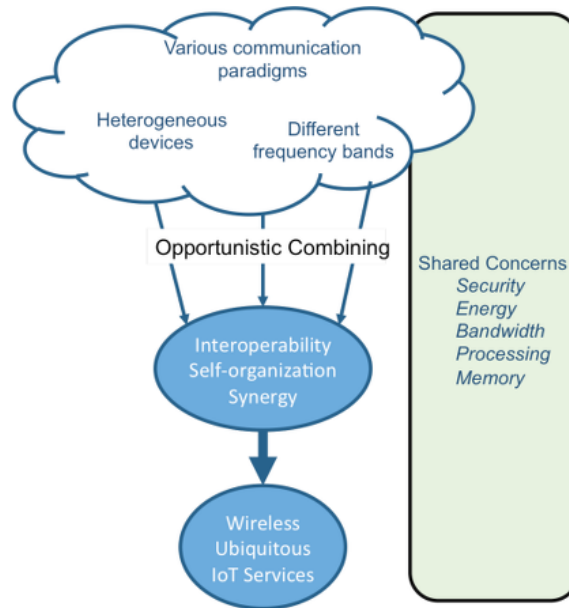 Various communication
paradigms
Heterogeneous
devices
Different
frequency bands
Opportunistic Combining
Interoperability
Self-organization
Synergy
Wireless
Ubiquitous
IoT Services
Shared Concerns
Security
Energy
Bandwidth
Processing
Memory